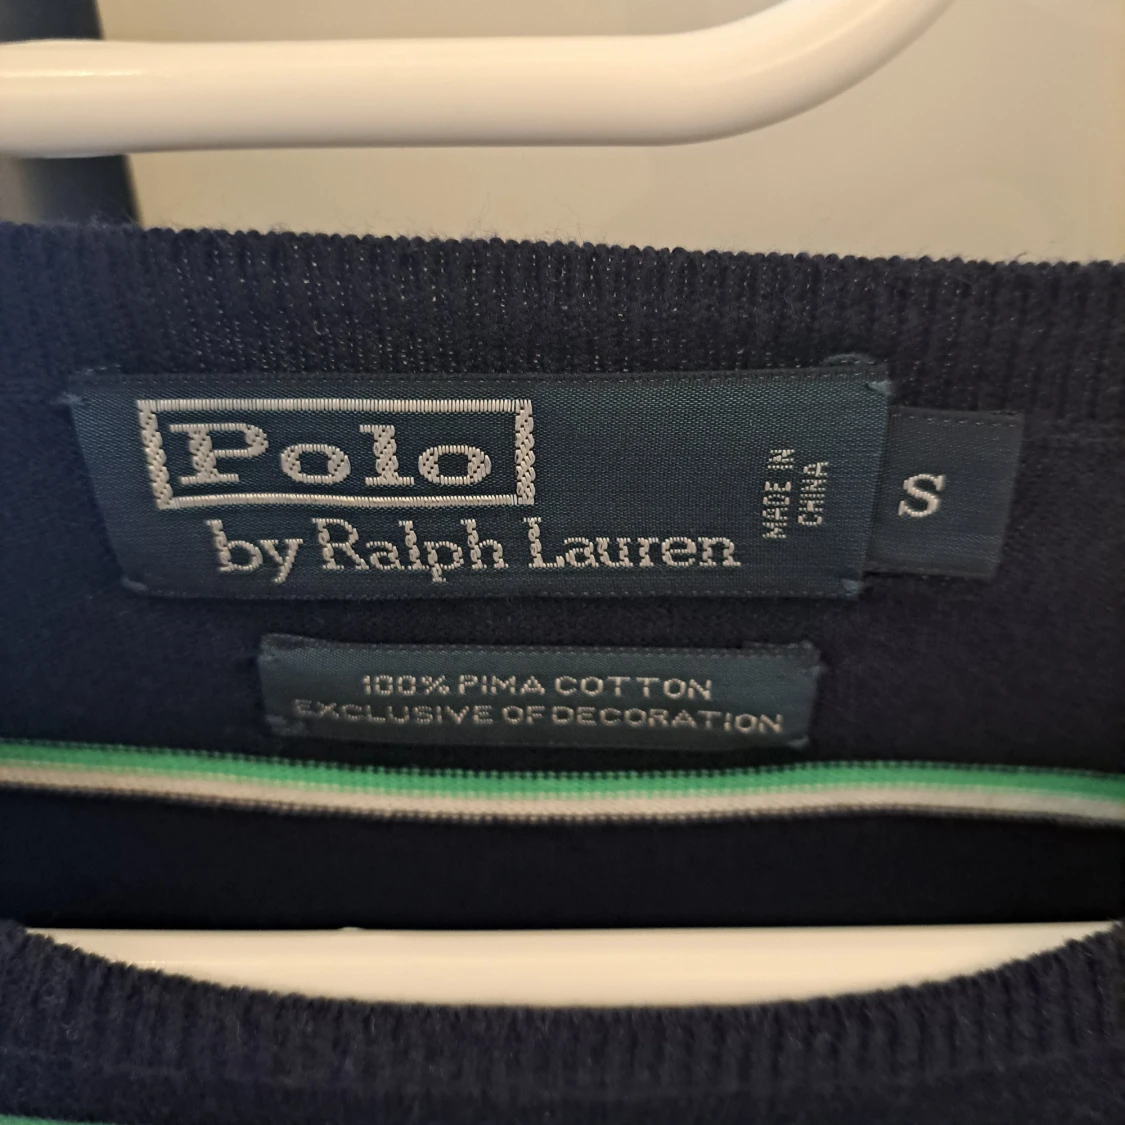 Polo
by Ralph Lauren
MADE IN
CHINA
S
100% PIMA COTTON
EXCLUSIVE OF DECORATION